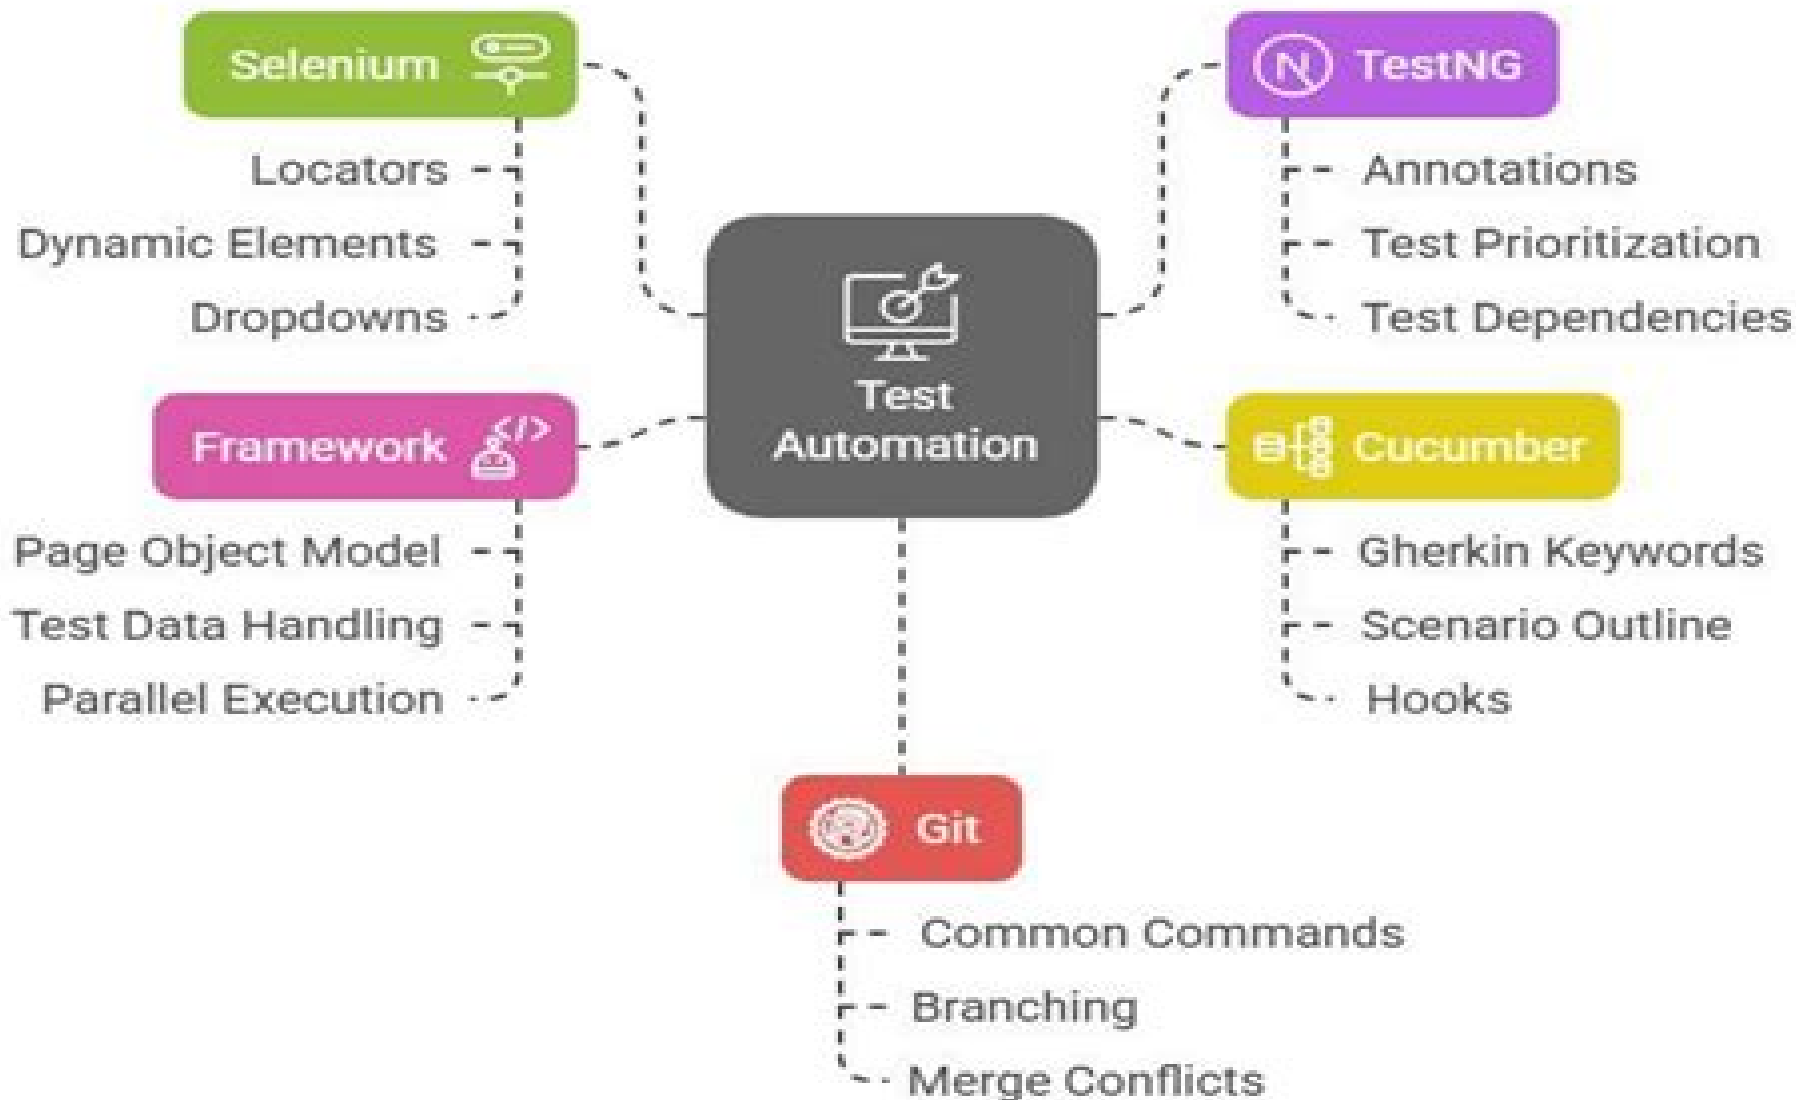 Selenium
Locators
Dynamic Elements
Dropdowns
Framework
Page Object Model
Test Data Handling
Parallel Execution
Test
Automation
TestNG
Annotations
Test Prioritization
Test Dependencies
Cucumber
Gherkin Keywords
Scenario Outline
Hooks
Git
Common Commands
Branching
Merge Conflicts